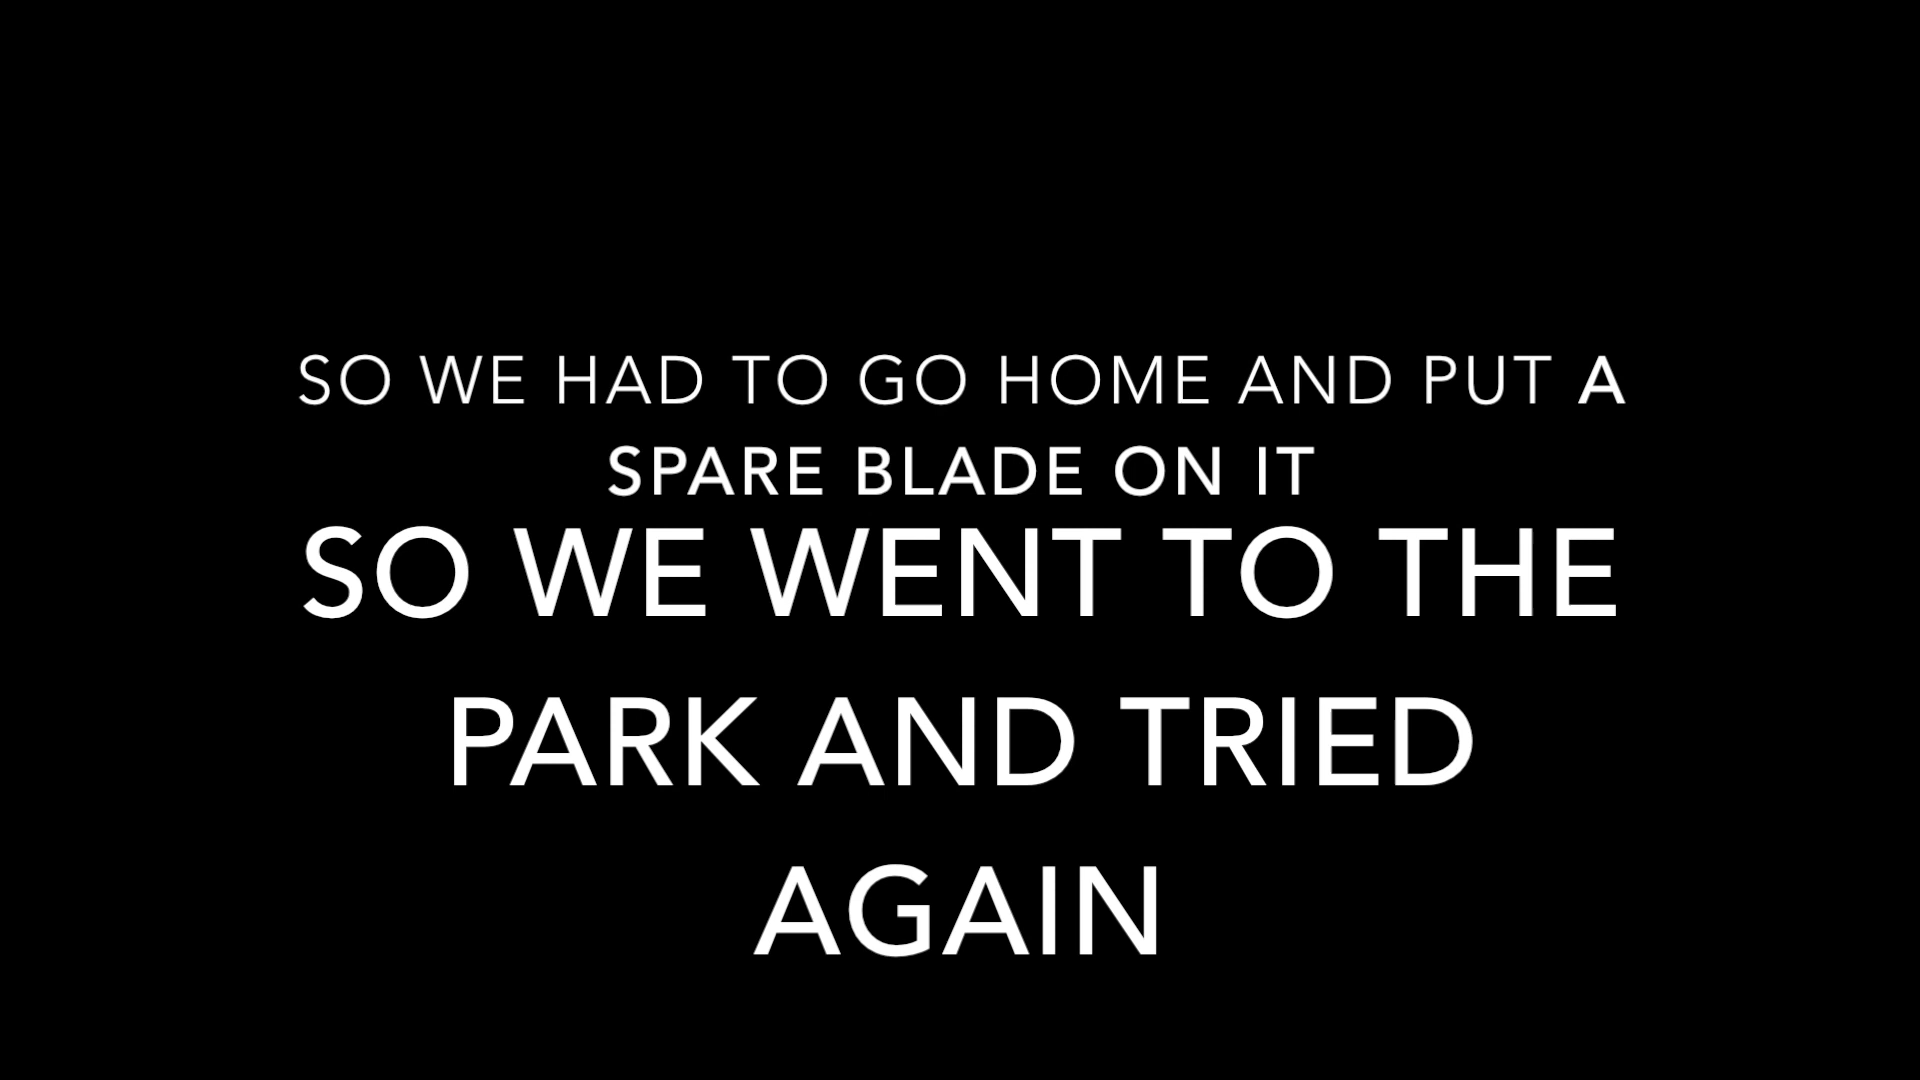 SO WE HAD TO GO HOME AND PUT A
SPARE BLADE ON IT
SO WE WENT TO THE
PARK AND TRIED
AGAIN